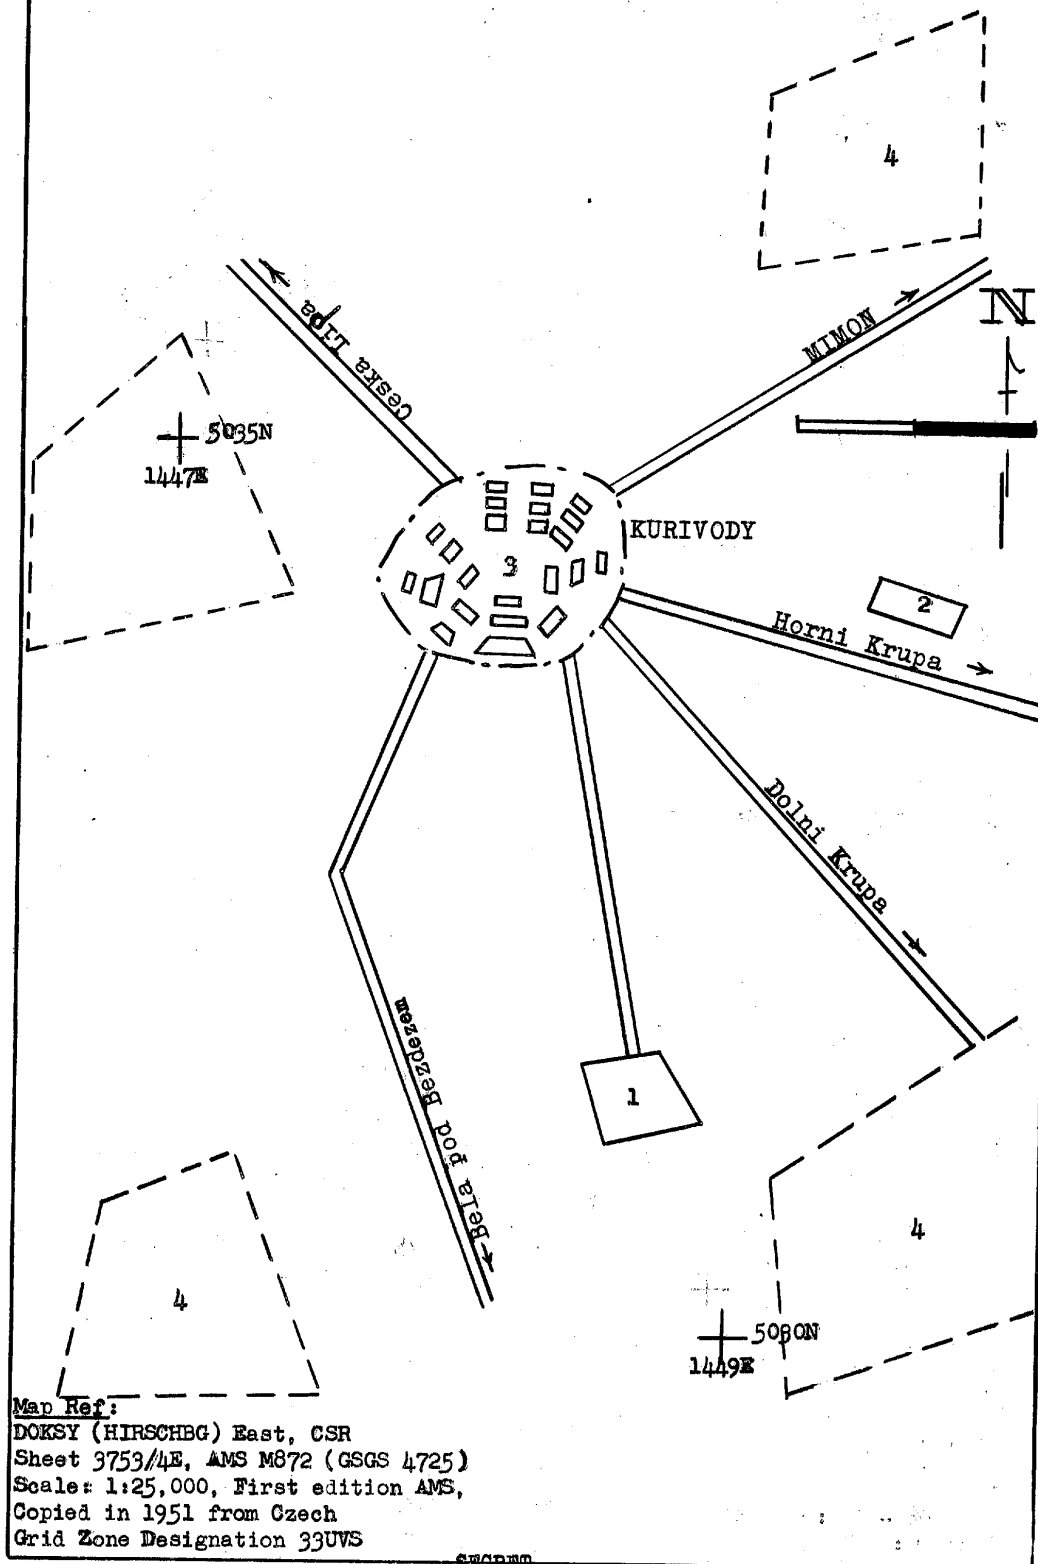 4
N
Ceska Lipa
MIMON
5035N
1447E
KURIVODY
3
2
Horni Krupa
Dolni Krupa
Bela pod Bezdezem
1
4
4
5030N
1449E
Map Ref:
DOKSY (HIRSCHBG) East, CSR
Sheet 3753/4E, AMS M872 (GSGS 4725)
Scale: 1:25,000, First edition AMS,
Copied in 1951 from Czech
Grid Zone Designation 33UVS
SECRET